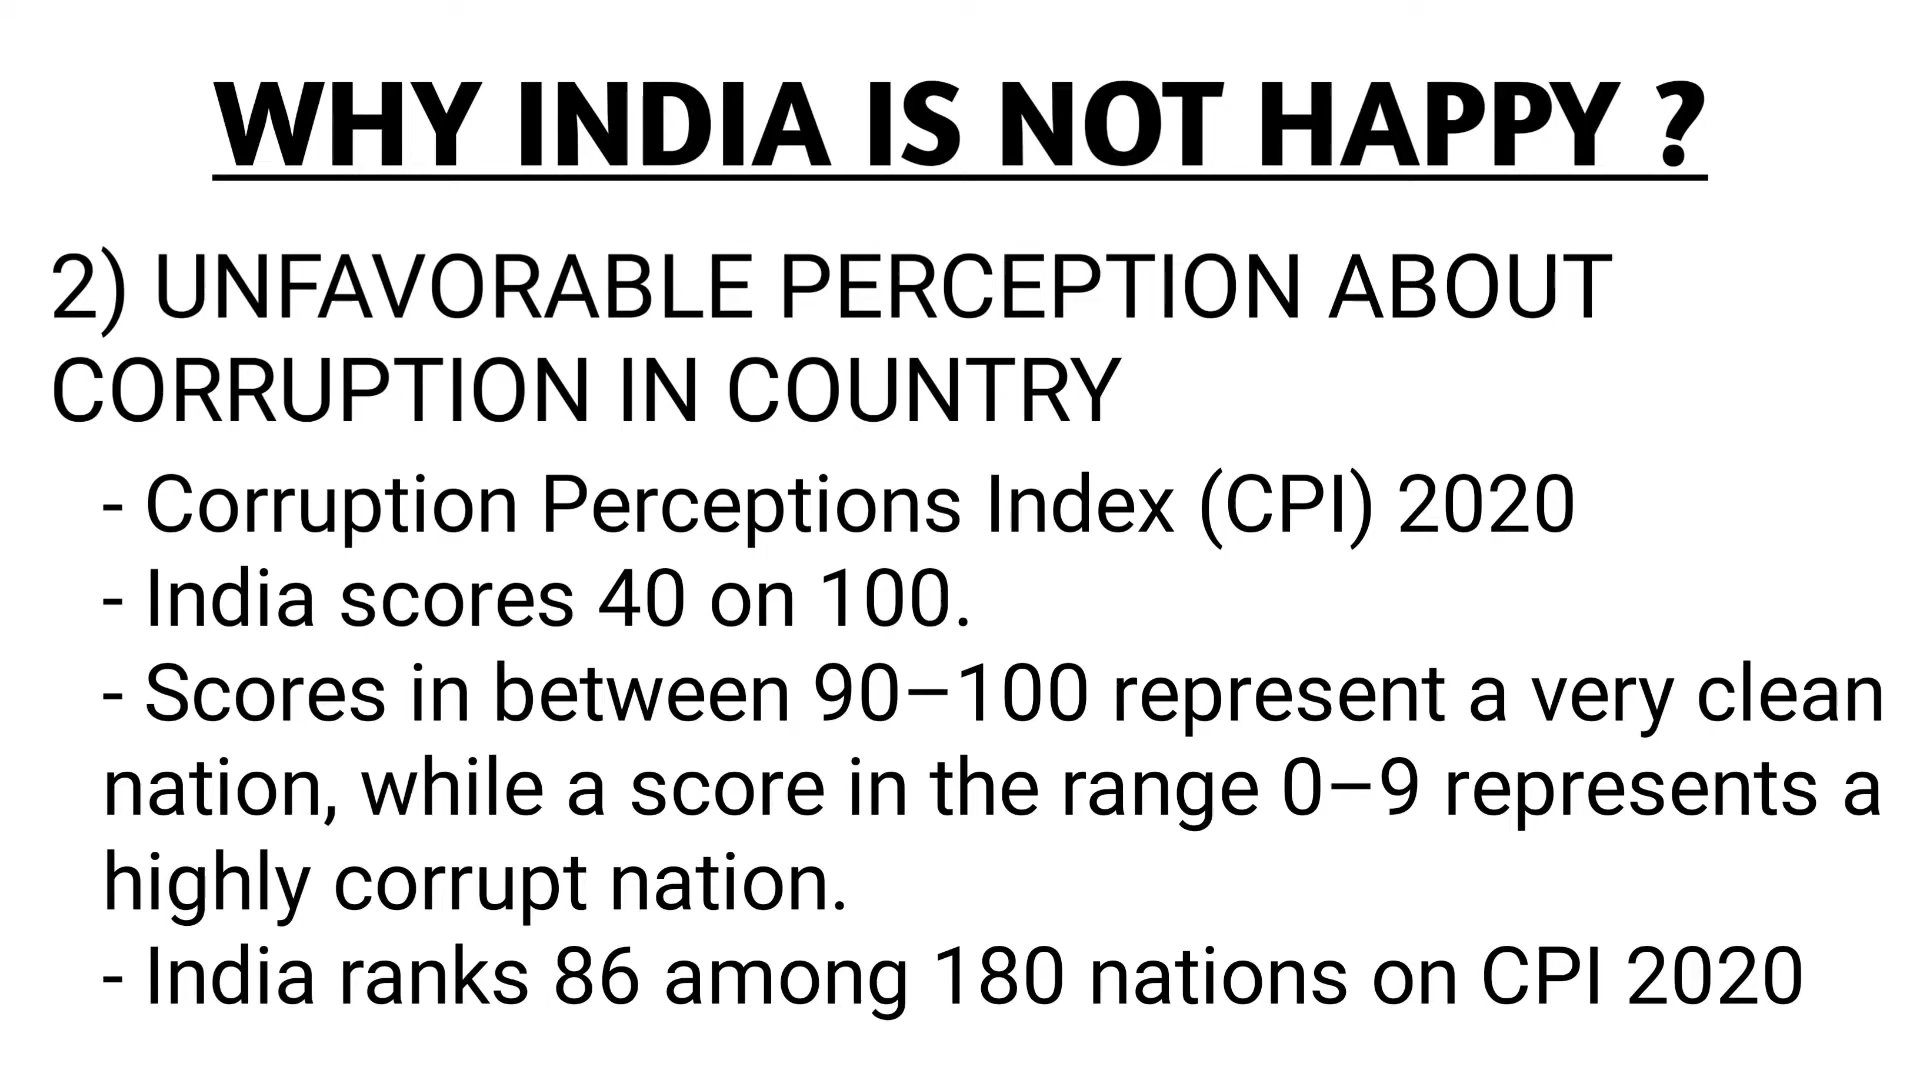 WHY INDIA IS NOT HAPPY ?
2) UNFAVORABLE PERCEPTION ABOUT
CORRUPTION IN COUNTRY
- Corruption Perceptions Index (CPI) 2020
- India scores 40 on 100.
- Scores in between 90–100 represent a very clean
nation, while a score in the range 0–9 represents a
highly corrupt nation.
- India ranks 86 among 180 nations on CPI 2020